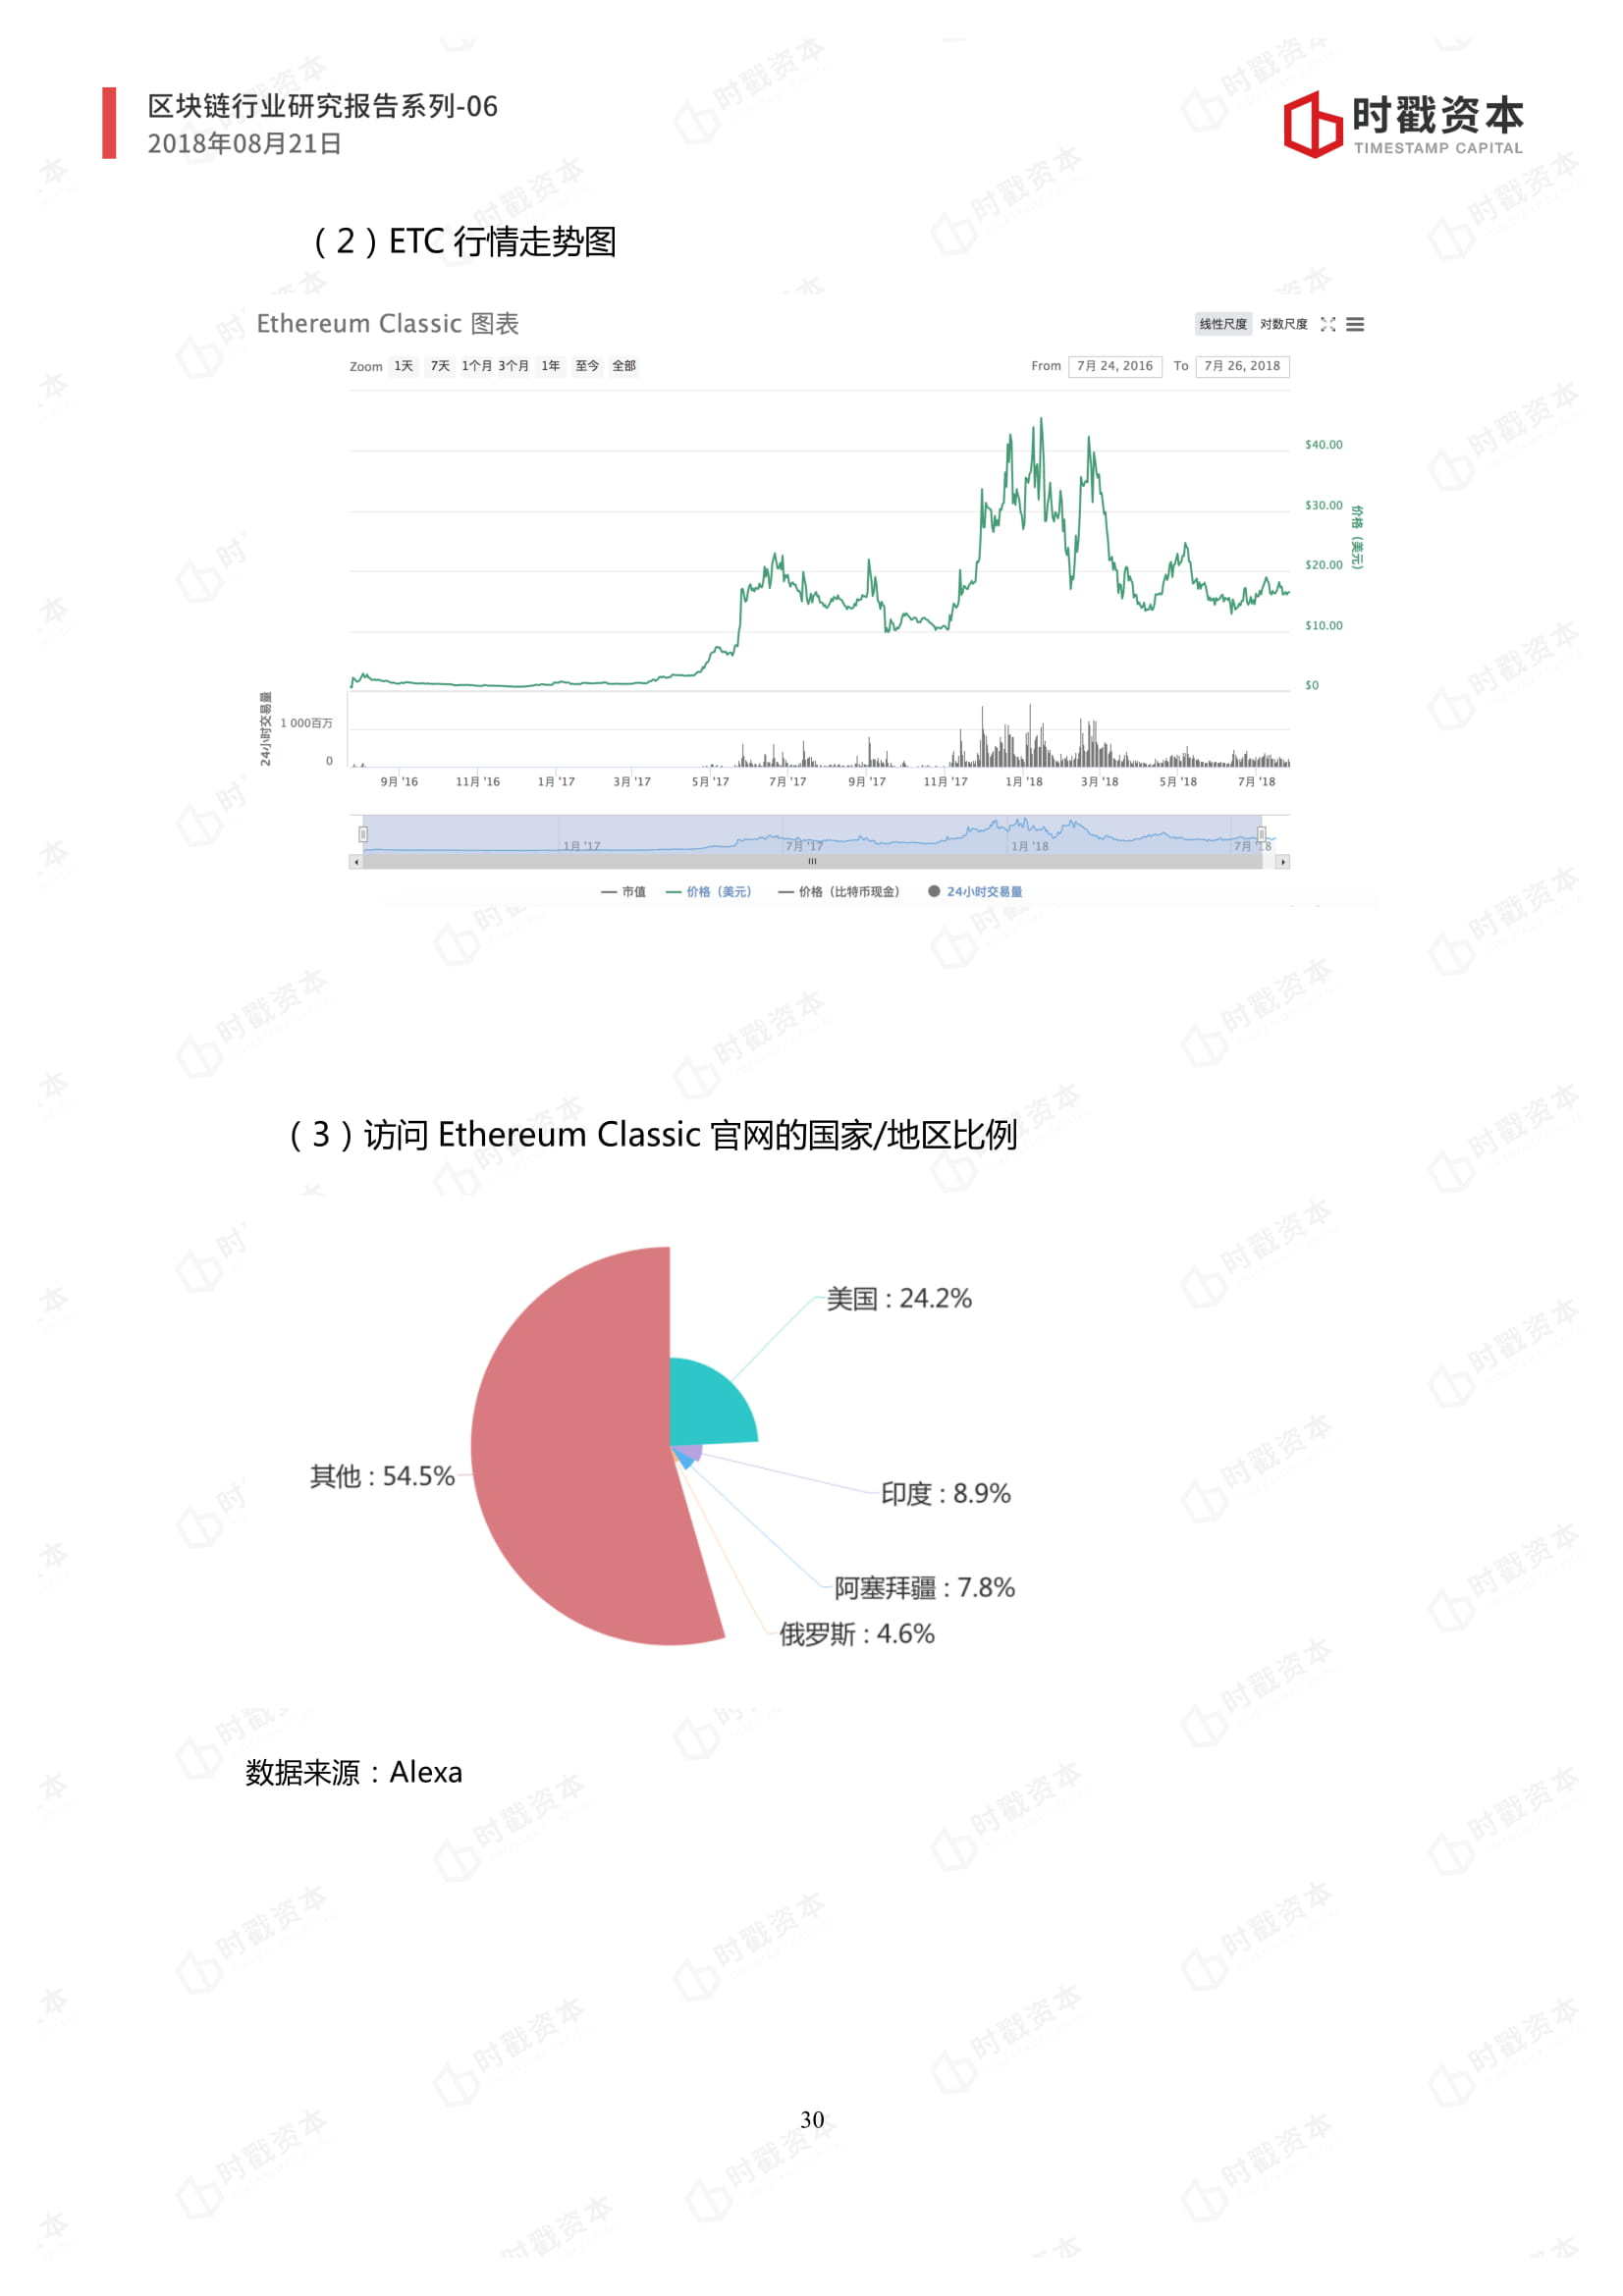 区块链行业研究报告系列-06
2018年08月21日
时戳资本
TIMESTAMP CAPITAL
（2）ETC 行情走势图
Ethereum Classic 图表
线性尺度 对数尺度
Zoom 1天 7天 1个月 3个月 1年 至今 全部
From 7月 24, 2016 To 7月 26, 2018
$40.00
$30.00
$20.00
$10.00
$0
价格（美元）
24小时交易量
1 000百万
0
9月 '16 11月 '16 1月 '17 3月 '17 5月 '17 7月 '17 9月 '17 11月 '17 1月 '18 3月 '18 5月 '18 7月 '18
1月 '17 7月 '17 1月 '18 7月 '18
市值 价格（美元） 价格（比特币现金） 24小时交易量
（3）访问 Ethereum Classic 官网的国家/地区比例
美国 : 24.2%
其他 : 54.5%
印度 : 8.9%
阿塞拜疆 : 7.8%
俄罗斯 : 4.6%
数据来源：Alexa
30